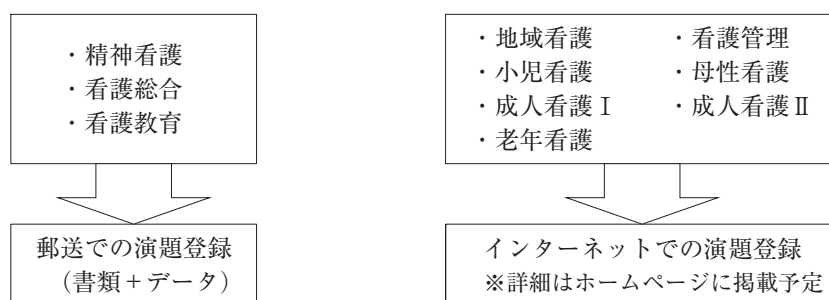 ・精神看護
・看護総合
・看護教育
郵送での演題登録
（書類＋データ）
・地域看護　・看護管理
・小児看護　・母性看護
・成人看護Ⅰ　・成人看護Ⅱ
・老年看護
インターネットでの演題登録
※詳細はホームページに掲載予定